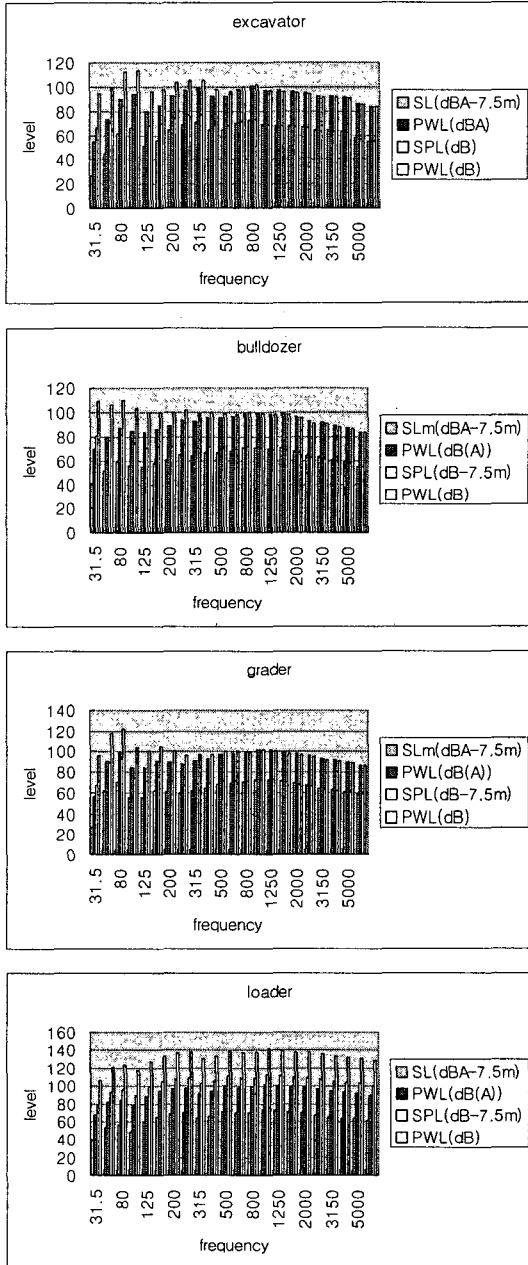 excavator
120
100
80
60
40
20
0
level
31.5
80
125
200
315
500
800
1250
2000
3150
5000
frequency
SL(dBA-7.5m)
PWL(dBA)
SPL(dB)
PWL(dB)
bulldozer
120
100
80
60
40
20
0
level
31.5
80
125
200
315
500
800
1250
2000
3150
5000
frequency
SLm(dBA-7.5m)
PWL(dB(A))
SPL(dB-7.5m)
PWL(dB)
grader
140
120
100
80
60
40
20
0
level
31.5
80
125
200
315
500
800
1250
2000
3150
5000
frequency
SLm(dBA-7.5m)
PWL(dB(A))
SPL(dB-7.5m)
PWL(dB)
loader
160
140
120
100
80
60
40
20
0
level
31.5
80
125
200
315
500
800
1250
2000
3150
5000
frequency
SL(dBA-7.5m)
PWL(dB(A))
SPL(dB-7.5m)
PWL(dB)